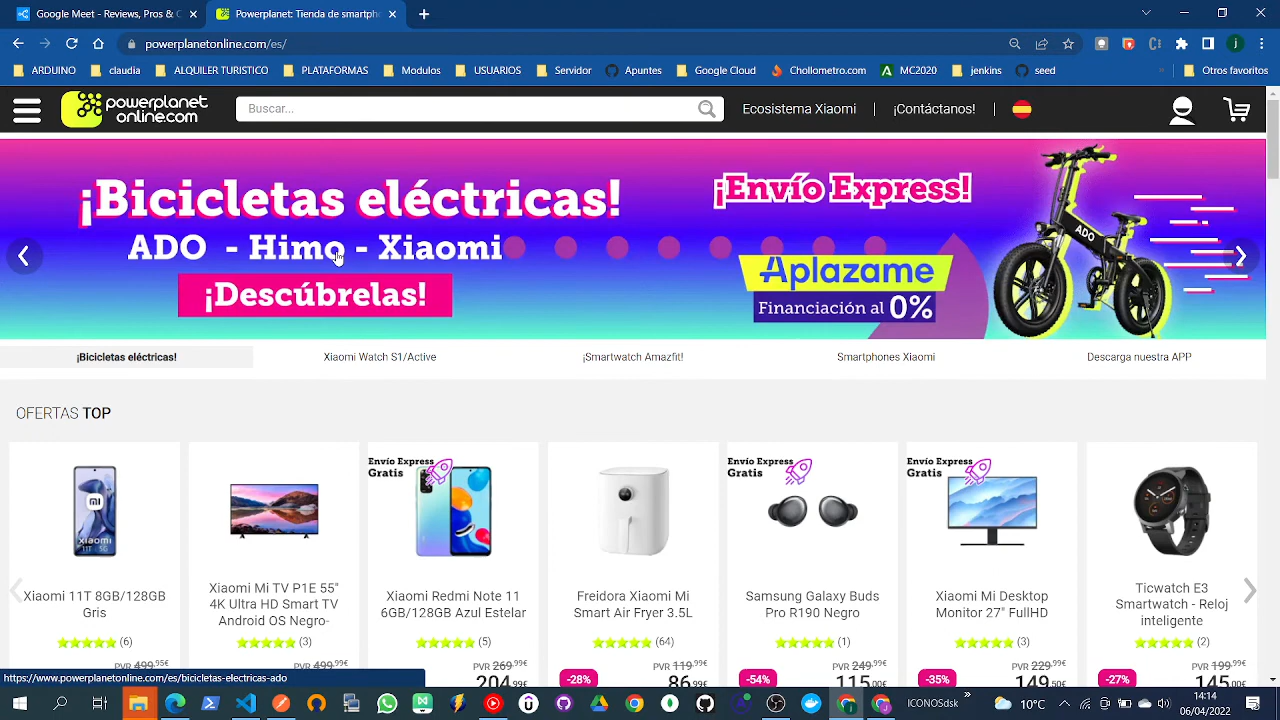 Google Meet - Pros & C
PowerPlanet: Tienda de smartph
powerplanetonline.com/es/
ARDUINO
claudia
ALQUILER TURISTICO
PLATAFORMAS
Modulos
USUARIOS
Servidor
Apuntes
Google Cloud
Chollometro.com
MC2020
jenkins
seed
Otros favoritos
powerplanet
online.com
Buscar...
Ecosistema Xiaomi
¡Contáctanos!
¡Bicicletas eléctricas!
ADO - Himo - Xiaomi
¡Descúbrelas!
¡Envío Express!
Aplazame
Financiación al 0%
ADO
¡Bicicletas eléctricas!
Xiaomi Watch S1/Active
¡Smartwatch Amazfit!
Smartphones Xiaomi
Descarga nuestra APP
OFERTAS TOP
Xiaomi 11T 8GB/128GB
Gris
(6)
PVR 499,95€
Xiaomi Mi TV P1E 55"
4K Ultra HD Smart TV
Android OS Negro-
(3)
PVR 499,99€
Envío Express
Gratis
Xiaomi Redmi Note 11
6GB/128GB Azul Estelar
(5)
PVR 269,99€
204,99€
Freidora Xiaomi Mi
Smart Air Fryer 3.5L
(64)
PVR 119,99€
-28%
86,99€
Envío Express
Gratis
Samsung Galaxy Buds
Pro R190 Negro
(1)
PVR 249,99€
-54%
115,00€
Envío Express
Gratis
Xiaomi Mi Desktop
Monitor 27" FullHD
(3)
PVR 229,99€
-35%
149,50€
Ticwatch E3
Smartwatch - Reloj
inteligente
(2)
PVR 199,99€
-27%
145,00€
https://www.powerplanetonline.com/es/bicicletas-electricas-ado
ICONOSdsk
10°C
14:14
06/04/2022